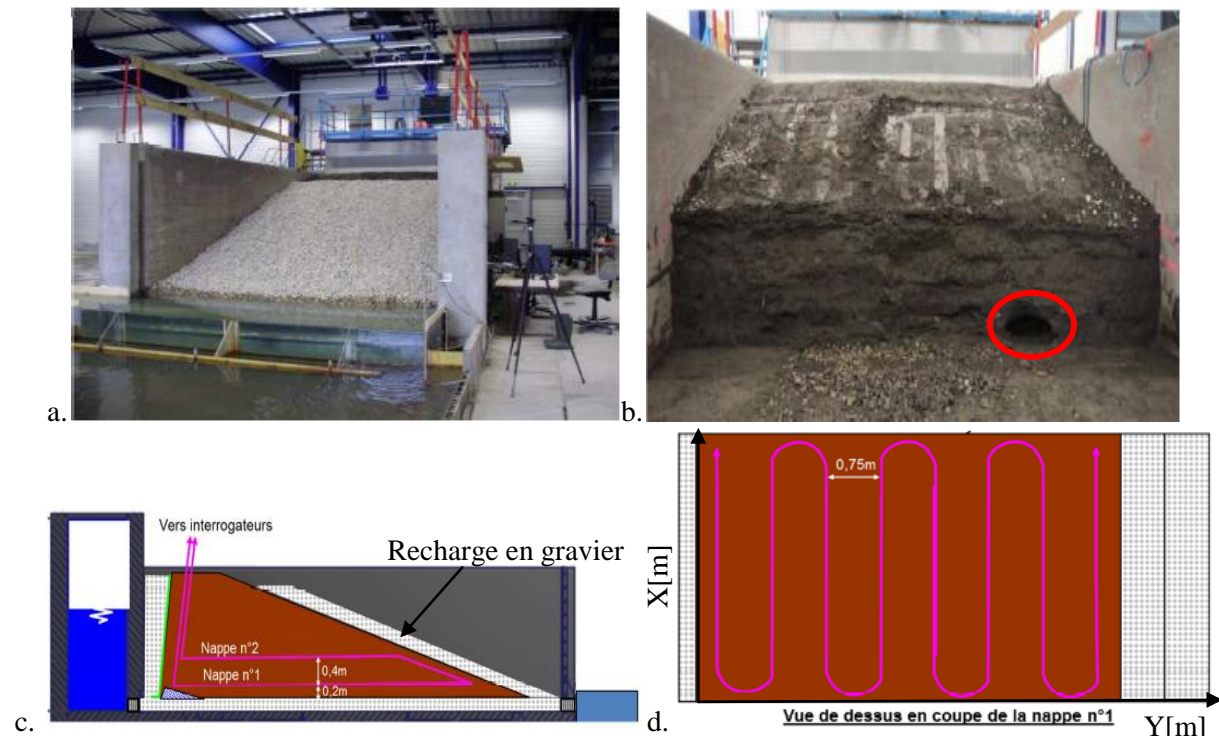 a.
b.
Vers interrogateurs
Recharge en gravier
Nappe n°2
Nappe n°1
0,4m
0,2m
c.
0,75m
X[m]
d.
Vue de dessus en coupe de la nappe n°1
Y[m]